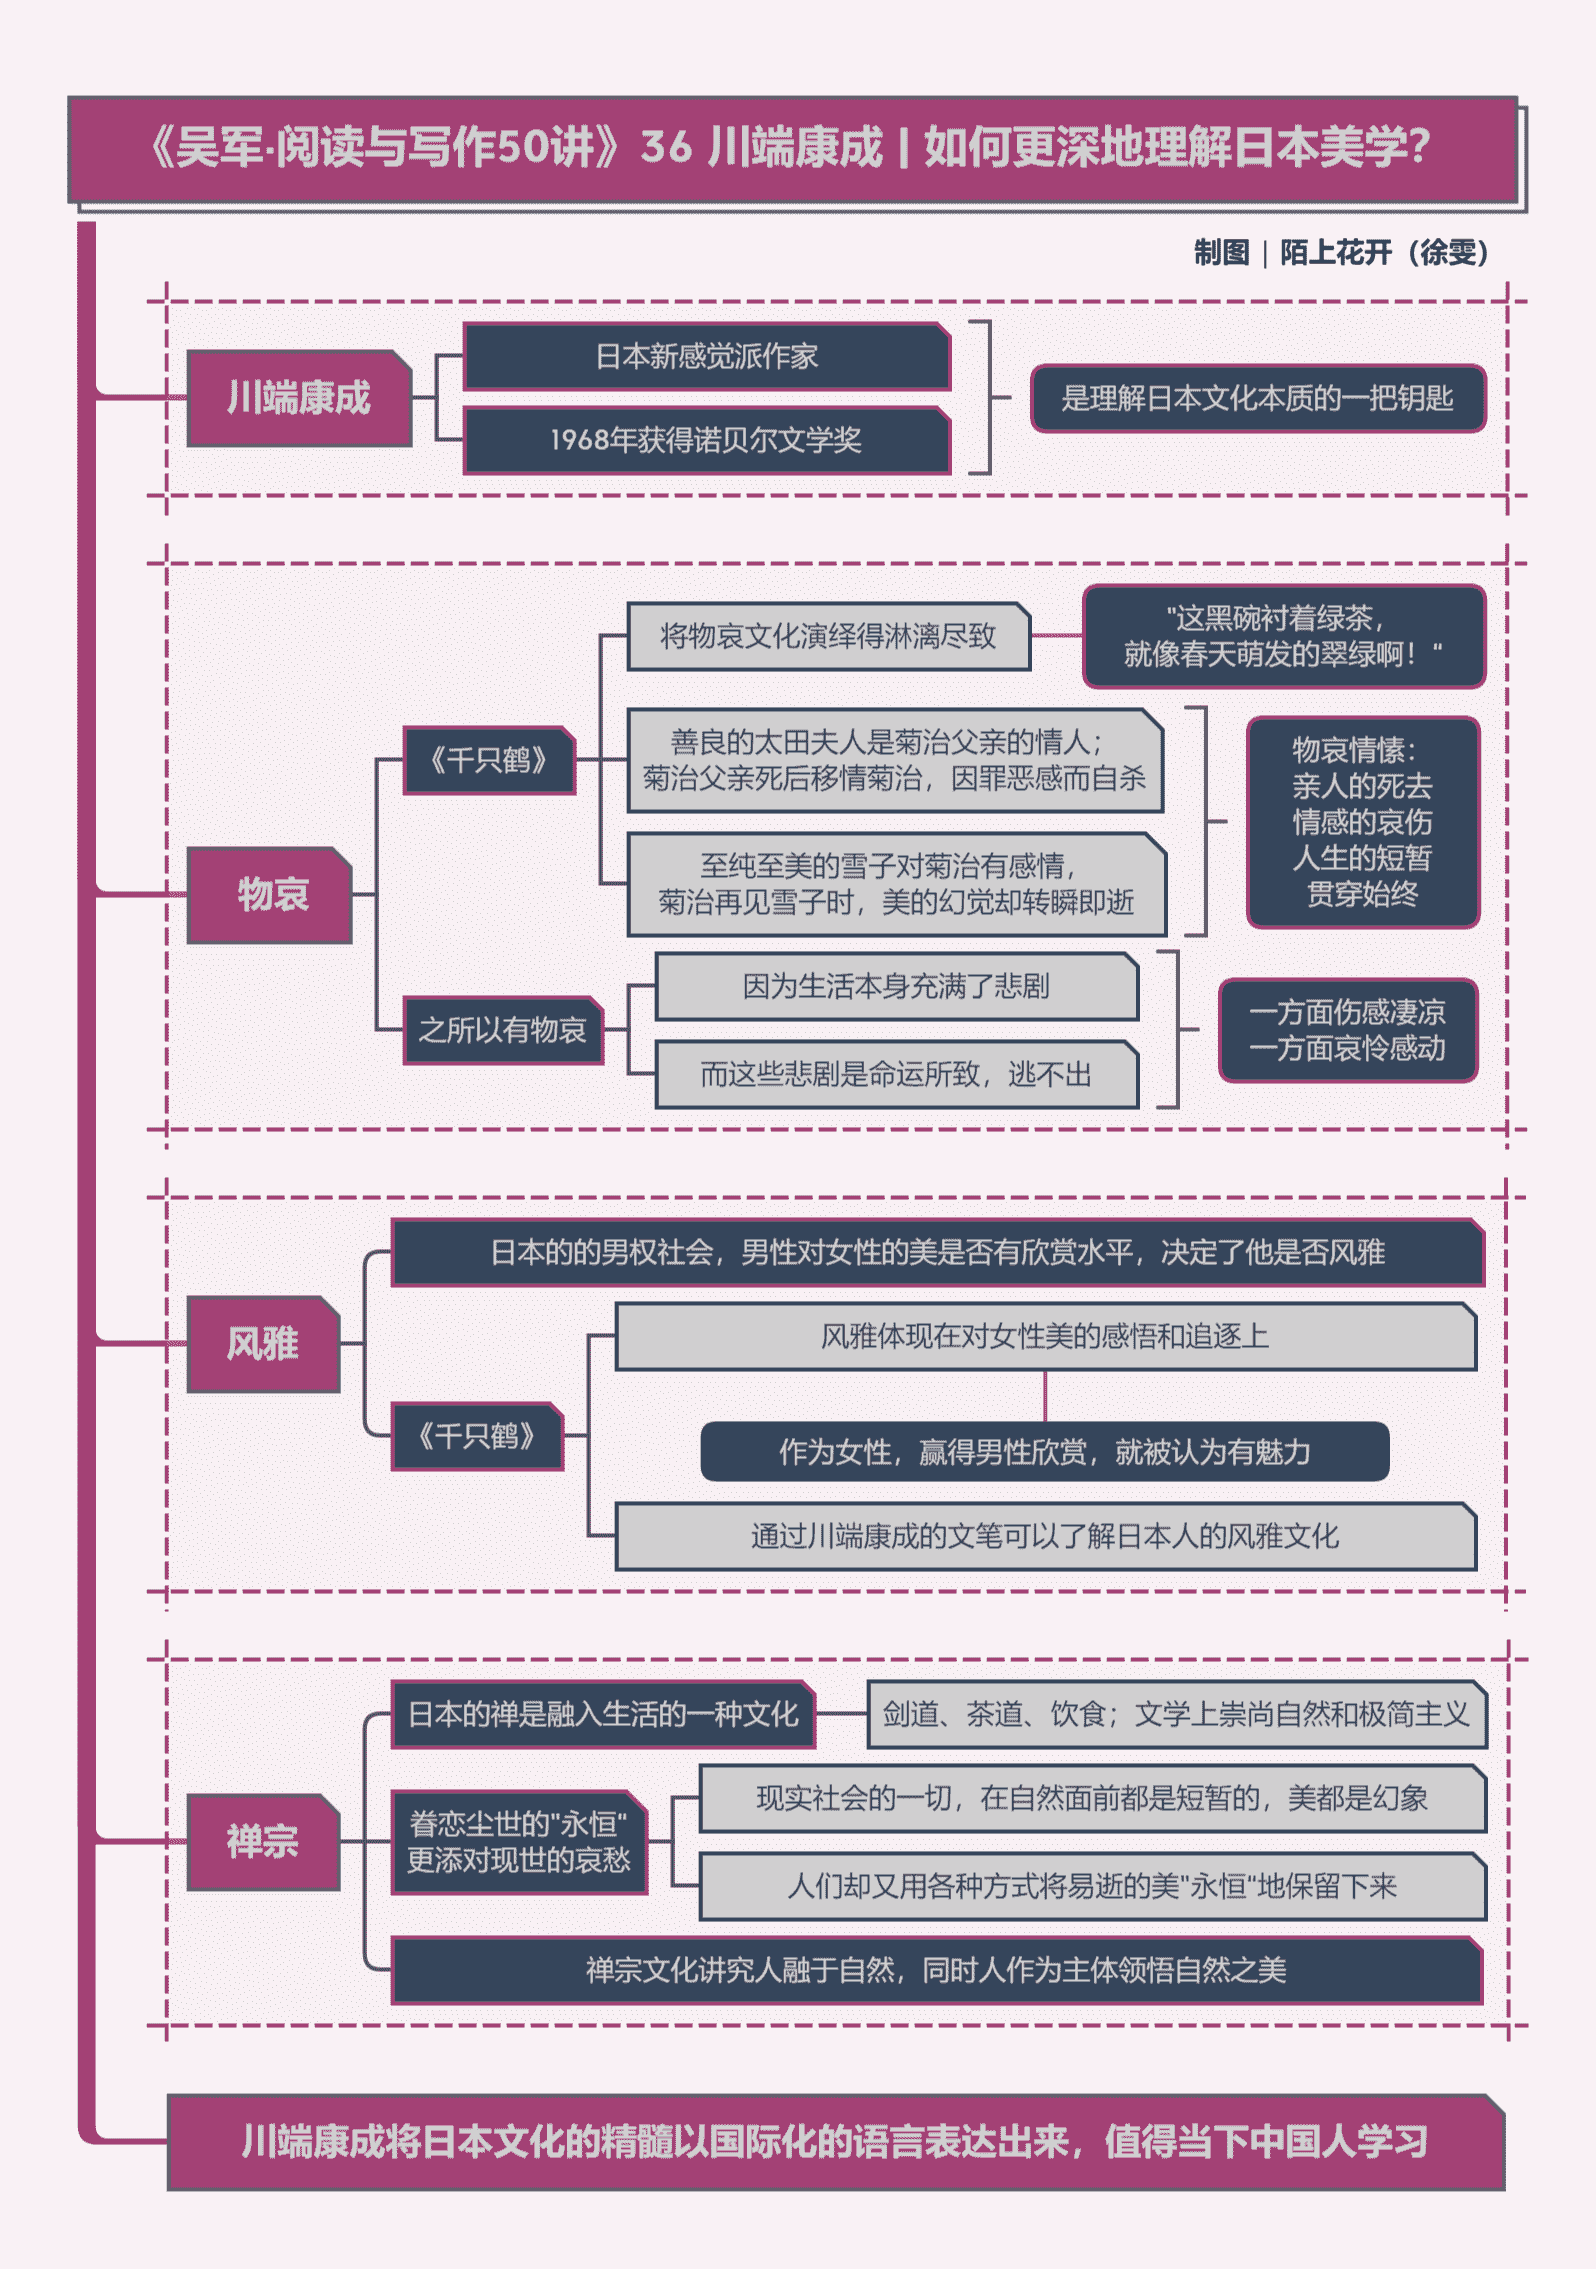 《吴军·阅读与写作50讲》36 川端康成 | 如何更深地理解日本美学?
制图 | 陌上花开（徐雯）
川端康成
日本新感觉派作家
1968年获得诺贝尔文学奖
是理解日本文化本质的一把钥匙
物哀
《千只鹤》
将物哀文化演绎得淋漓尽致
"这黑碗衬着绿茶，
就像春天萌发的翠绿啊！"
善良的太田夫人是菊治父亲的情人；
菊治父亲死后移情菊治，因罪恶感而自杀
至纯至美的雪子对菊治有感情，
菊治再见雪子时，美的幻觉却转瞬即逝
物哀情愫：
亲人的死去
情感的哀伤
人生的短暂
贯穿始终
之所以有物哀
因为生活本身充满了悲剧
而这些悲剧是命运所致，逃不出
一方面伤感凄凉
一方面哀怜感动
风雅
日本的的男权社会，男性对女性的美是否有欣赏水平，决定了他是否风雅
《千只鹤》
风雅体现在对女性美的感悟和追逐上
作为女性，赢得男性欣赏，就被认为有魅力
通过川端康成的文笔可以了解日本人的风雅文化
禅宗
日本的禅是融入生活的一种文化
剑道、茶道、饮食；文学上崇尚自然和极简主义
眷恋尘世的"永恒"
更添对现世的哀愁
现实社会的一切，在自然面前都是短暂的，美都是幻象
人们却又用各种方式将易逝的美"永恒"地保留下来
禅宗文化讲究人融于自然，同时人作为主体领悟自然之美
川端康成将日本文化的精髓以国际化的语言表达出来，值得当下中国人学习